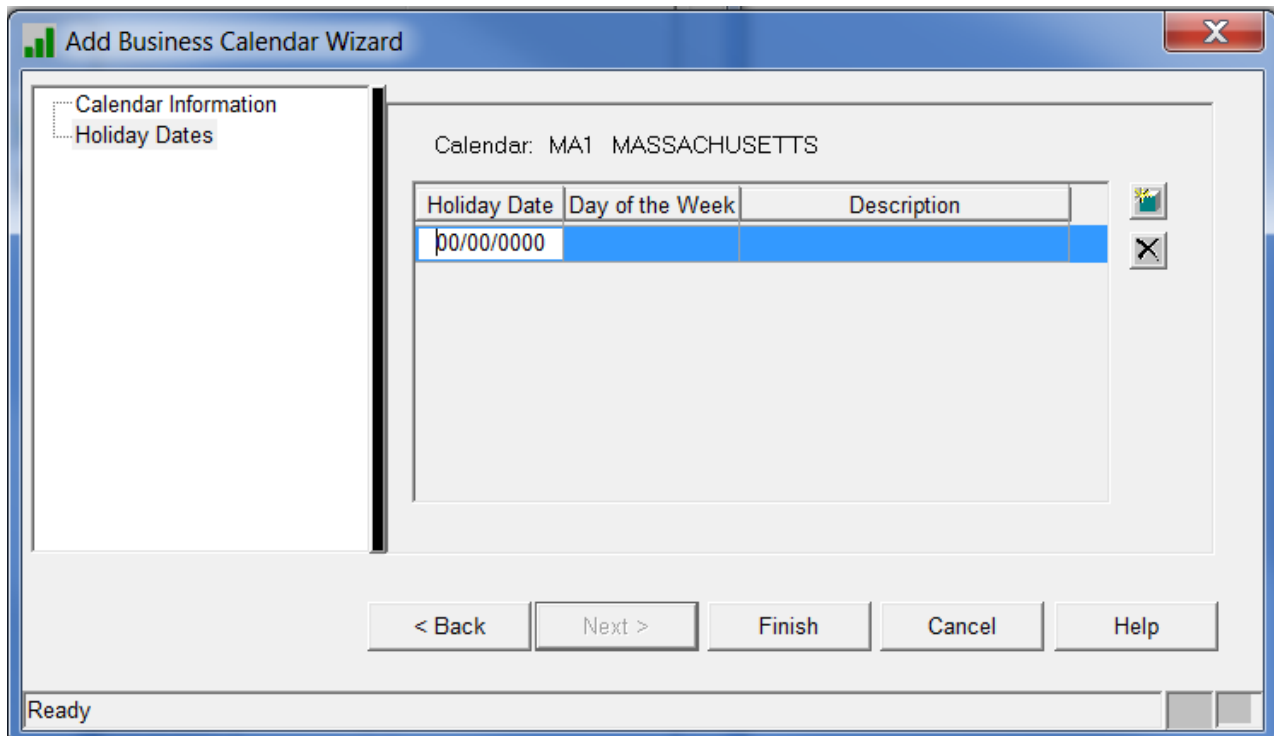 Add Business Calendar Wizard
X
Calendar Information
Holiday Dates
Calendar: MA1 MASSACHUSETTS
Holiday Date Day of the Week Description
00/00/0000
< Back Next > Finish Cancel Help
Ready